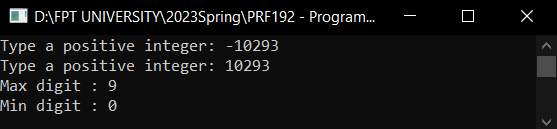 D:\FPT UNIVERSITY\2023Spring\PRF192 - Program...
Type a positive integer: -10293
Type a positive integer: 10293
Max digit : 9
Min digit : 0